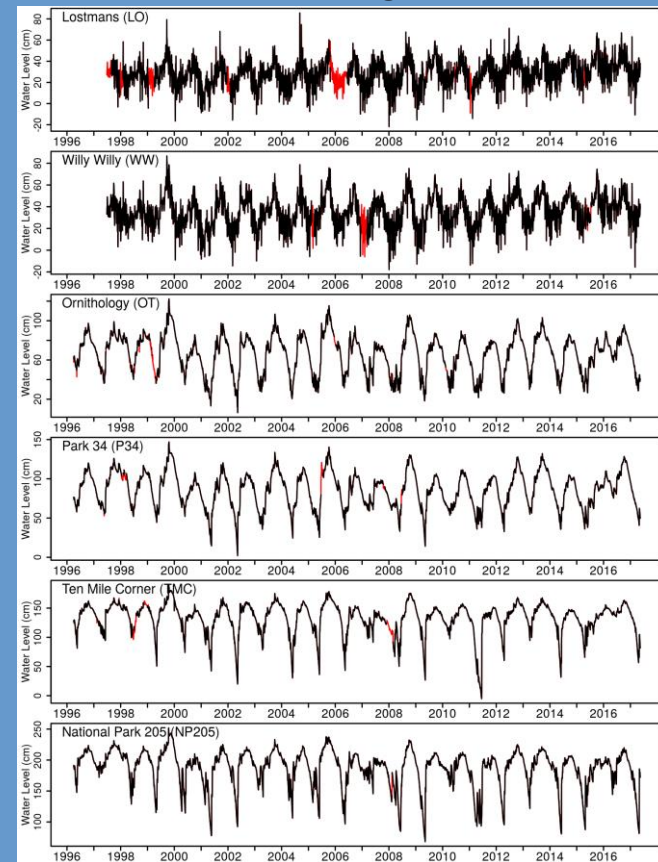 Lostmans (LO)
Water Level (cm)
-20 0 20 40 60 80
1996 1998 2000 2002 2004 2006 2008 2010 2012 2014 2016
Willy Willy (WW)
Water Level (cm)
-20 0 20 40 60 80
1996 1998 2000 2002 2004 2006 2008 2010 2012 2014 2016
Ornithology (OT)
Water Level (cm)
20 60 100
1996 1998 2000 2002 2004 2006 2008 2010 2012 2014 2016
Park 34 (P34)
Water Level (cm)
0 50 100 150
1996 1998 2000 2002 2004 2006 2008 2010 2012 2014 2016
Ten Mile Corner (TMC)
Water Level (cm)
0 50 100 150
1996 1998 2000 2002 2004 2006 2008 2010 2012 2014 2016
National Park 205 (NP205)
Water Level (cm)
100 150 200 250
1996 1998 2000 2002 2004 2006 2008 2010 2012 2014 2016